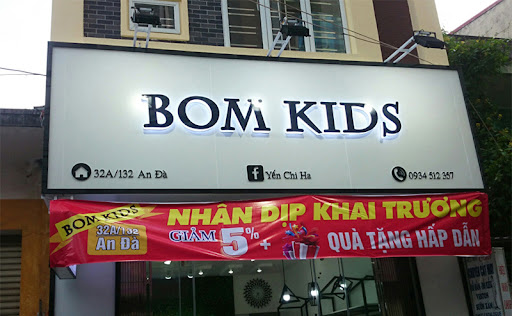 BOM KIDS
32A/132 An Đà
Yến Chi Ha
0934 512 357
BOM KIDS
32A/132
An Đà
NHÂN DỊP KHAI TRƯƠNG
GIẢM 5% +
QUÀ TẶNG HẤP DẪN